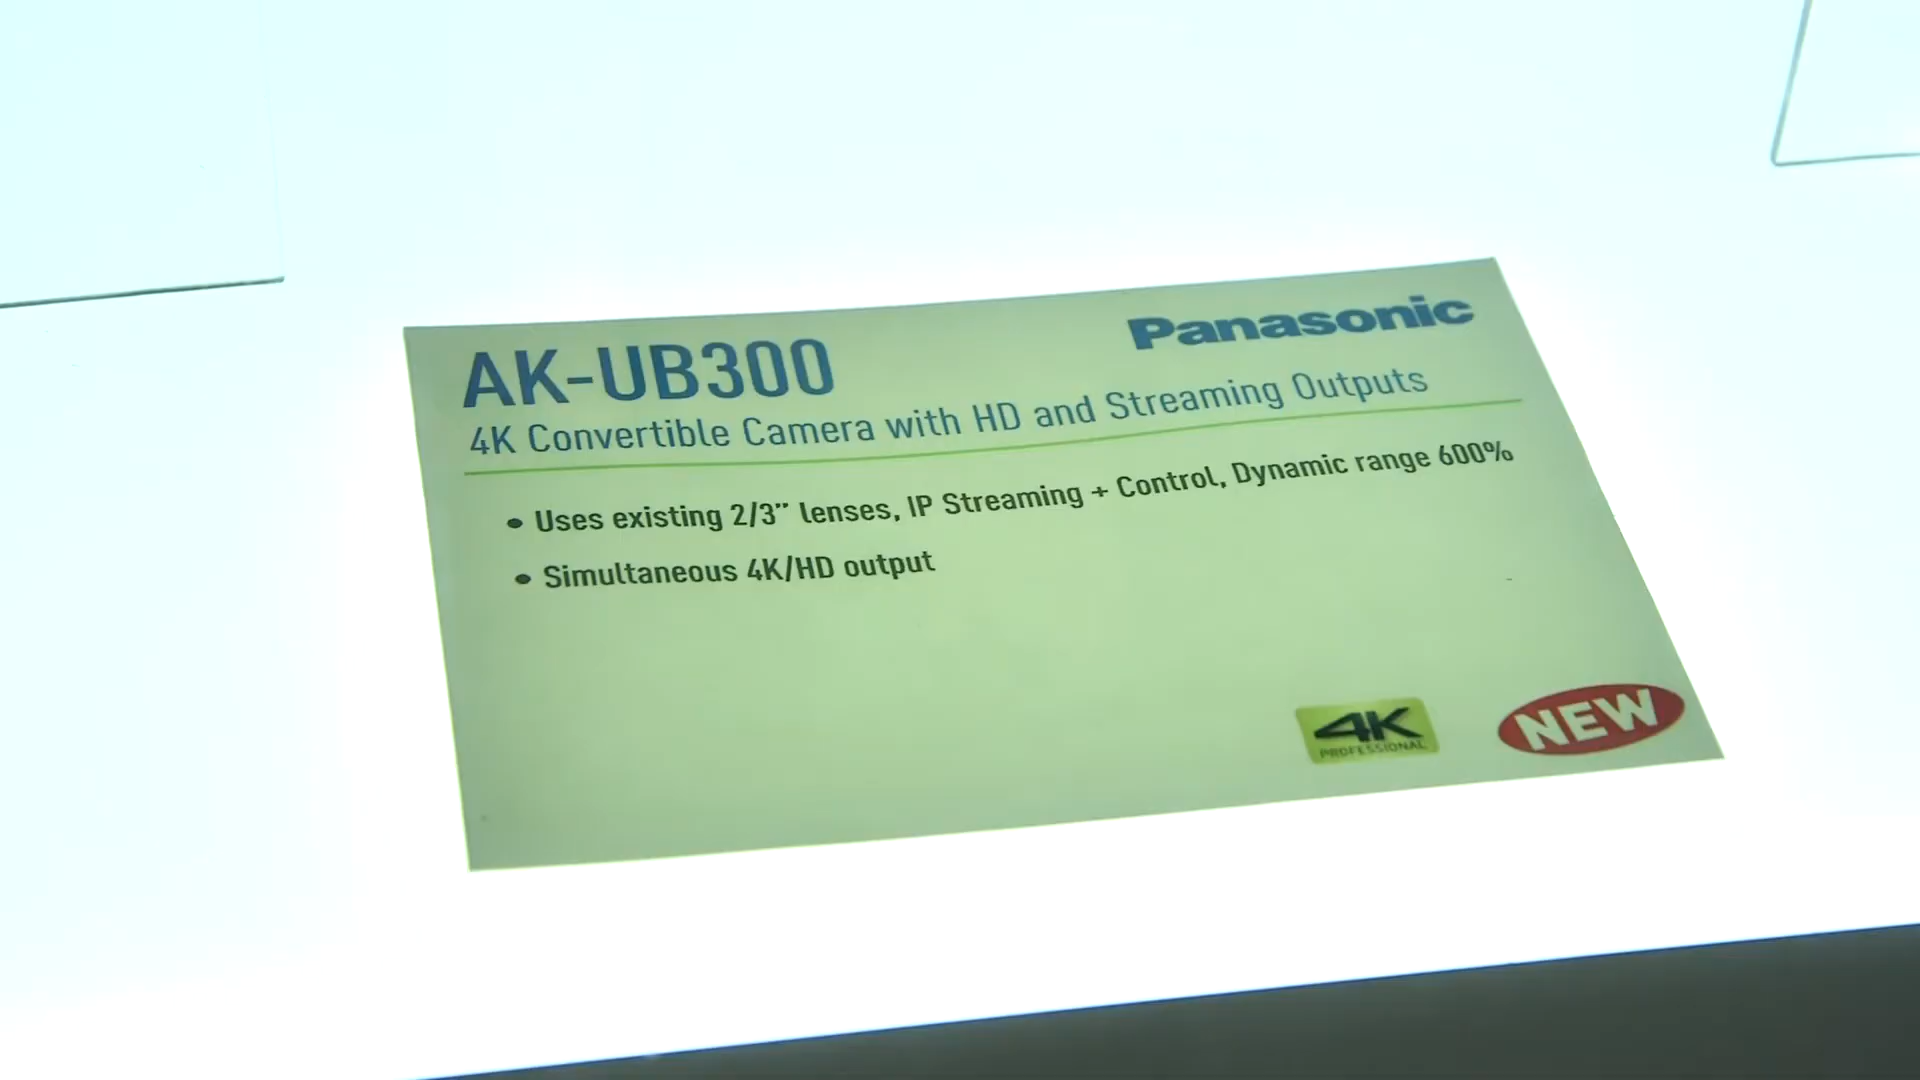 Panasonic
AK-UB300
4K Convertible Camera with HD and Streaming Outputs
• Uses existing 2/3” lenses, IP Streaming + Control, Dynamic range 600%
• Simultaneous 4K/HD output
4K
PROFESSIONAL
NEW